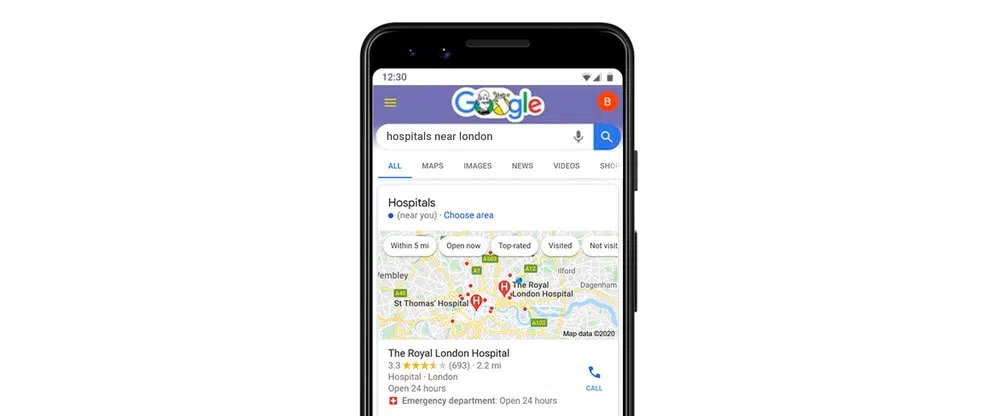 12:30
Google
B
hospitals near london
ALL MAPS IMAGES NEWS VIDEOS
Hospitals
(near you) · Choose area
Within 5 mi Open now Top-rated Visited Not visit
A503
A1 A12
Ilford
Dagenham
A40
The Royal
London Hospital
St Thomas' Hospital
A102
Map data ©2020
The Royal London Hospital
3.3 (693) · 2.2 mi
Hospital · London
Open 24 hours
CALL
Emergency department: Open 24 hours